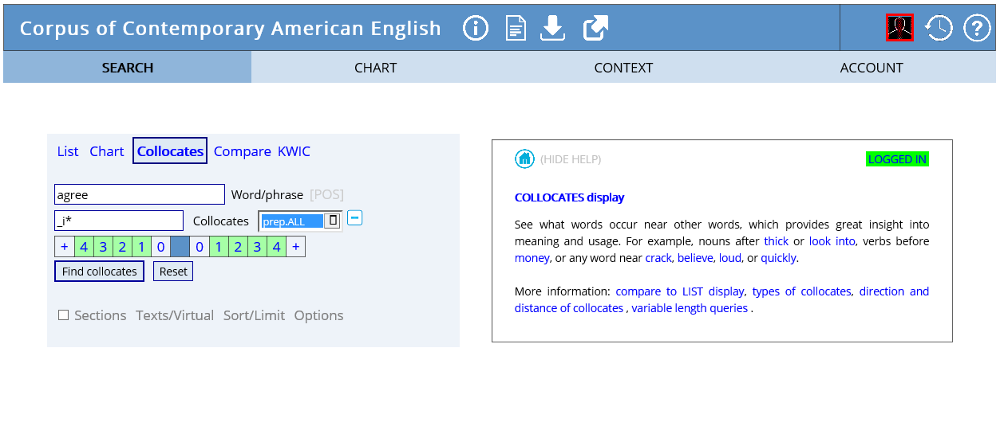 Corpus of Contemporary American English
SEARCH CHART CONTEXT ACCOUNT
List Chart Collocates Compare KWIC
agree Word/phrase [POS]
_i* Collocates prep.ALL
+ 4 3 2 1 0 0 1 2 3 4 +
Find collocates Reset
Sections Texts/Virtual Sort/Limit Options
(HIDE HELP) LOGGED IN
COLLOCATES display
See what words occur near other words, which provides great insight into
meaning and usage. For example, nouns after thick or look into, verbs before
money, or any word near crack, believe, loud, or quickly.
More information: compare to LIST display, types of collocates, direction and
distance of collocates , variable length queries .